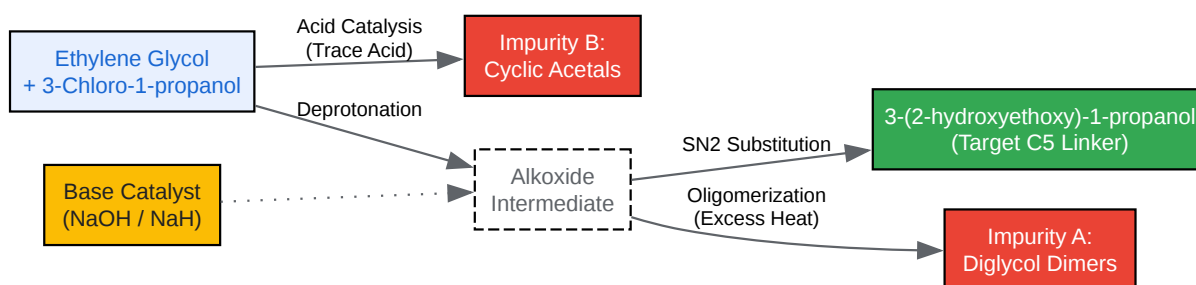 Ethylene Glycol
+ 3-Chloro-1-propanol
Acid Catalysis
(Trace Acid)
Impurity B:
Cyclic Acetals
Deprotonation
Base Catalyst
(NaOH / NaH)
Alkoxide
Intermediate
SN2 Substitution
3-(2-hydroxyethoxy)-1-propanol
(Target C5 Linker)
Oligomerization
(Excess Heat)
Impurity A:
Diglycol Dimers